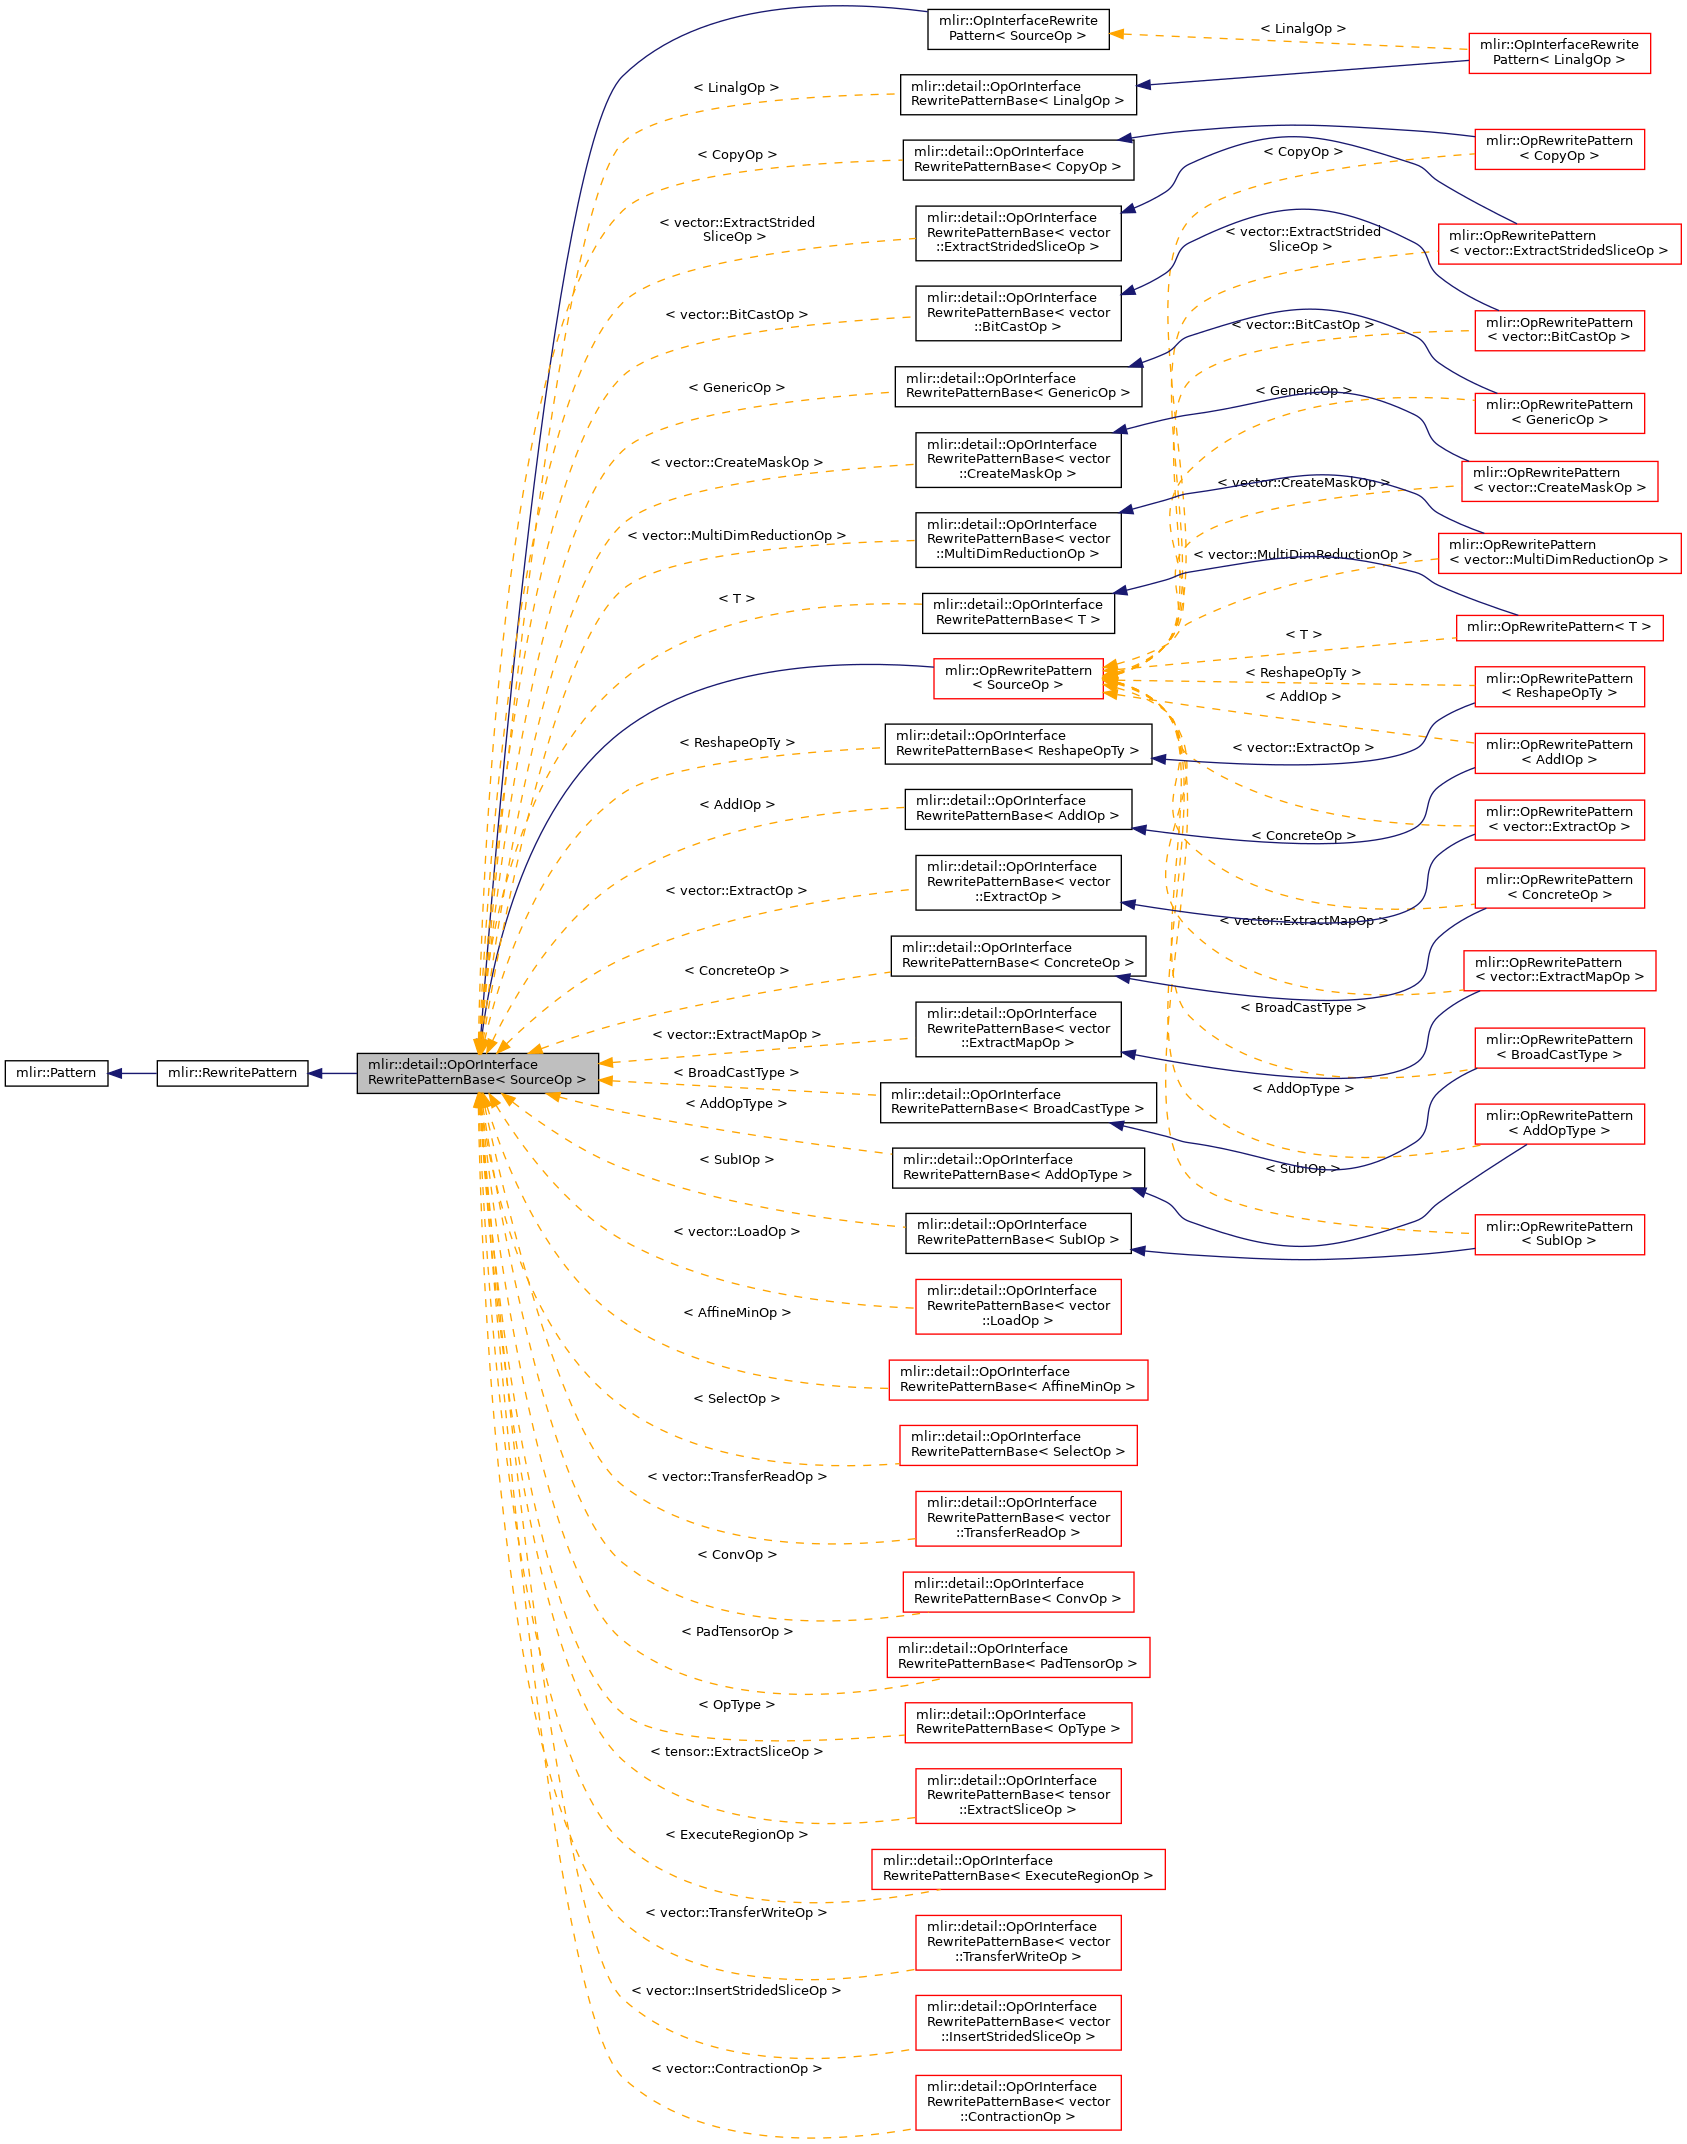 mlir::Pattern
mlir::RewritePattern
mlir::detail::OpOrInterface
RewritePatternBase< SourceOp >
< LinalgOp >
< CopyOp >
< vector::ExtractStrided
SliceOp >
< vector::BitCastOp >
< GenericOp >
< vector::CreateMaskOp >
< vector::MultiDimReductionOp >
< T >
< ReshapeOpTy >
< AddIOp >
< vector::ExtractOp >
< ConcreteOp >
< vector::ExtractMapOp >
< BroadCastType >
< AddOpType >
< SubIOp >
< vector::LoadOp >
< AffineMinOp >
< SelectOp >
< vector::TransferReadOp >
< ConvOp >
< PadTensorOp >
< OpType >
< tensor::ExtractSliceOp >
< ExecuteRegionOp >
< vector::TransferWriteOp >
< vector::InsertStridedSliceOp >
< vector::ContractionOp >
mlir::OpInterfaceRewrite
Pattern< SourceOp >
mlir::detail::OpOrInterface
RewritePatternBase< LinalgOp >
mlir::detail::OpOrInterface
RewritePatternBase< CopyOp >
mlir::detail::OpOrInterface
RewritePatternBase< vector
::ExtractStridedSliceOp >
mlir::detail::OpOrInterface
RewritePatternBase< vector
::BitCastOp >
mlir::detail::OpOrInterface
RewritePatternBase< GenericOp >
mlir::detail::OpOrInterface
RewritePatternBase< vector
::CreateMaskOp >
mlir::detail::OpOrInterface
RewritePatternBase< vector
::MultiDimReductionOp >
mlir::detail::OpOrInterface
RewritePatternBase< T >
mlir::OpRewritePattern
< SourceOp >
mlir::detail::OpOrInterface
RewritePatternBase< ReshapeOpTy >
mlir::detail::OpOrInterface
RewritePatternBase< AddIOp >
mlir::detail::OpOrInterface
RewritePatternBase< vector
::ExtractOp >
mlir::detail::OpOrInterface
RewritePatternBase< ConcreteOp >
mlir::detail::OpOrInterface
RewritePatternBase< vector
::ExtractMapOp >
mlir::detail::OpOrInterface
RewritePatternBase< BroadCastType >
mlir::detail::OpOrInterface
RewritePatternBase< AddOpType >
mlir::detail::OpOrInterface
RewritePatternBase< SubIOp >
mlir::detail::OpOrInterface
RewritePatternBase< vector
::LoadOp >
mlir::detail::OpOrInterface
RewritePatternBase< AffineMinOp >
mlir::detail::OpOrInterface
RewritePatternBase< SelectOp >
mlir::detail::OpOrInterface
RewritePatternBase< vector
::TransferReadOp >
mlir::detail::OpOrInterface
RewritePatternBase< ConvOp >
mlir::detail::OpOrInterface
RewritePatternBase< PadTensorOp >
mlir::detail::OpOrInterface
RewritePatternBase< OpType >
mlir::detail::OpOrInterface
RewritePatternBase< tensor
::ExtractSliceOp >
mlir::detail::OpOrInterface
RewritePatternBase< ExecuteRegionOp >
mlir::detail::OpOrInterface
RewritePatternBase< vector
::TransferWriteOp >
mlir::detail::OpOrInterface
RewritePatternBase< vector
::InsertStridedSliceOp >
mlir::detail::OpOrInterface
RewritePatternBase< vector
::ContractionOp >
< LinalgOp >
< CopyOp >
< vector::ExtractStrided
SliceOp >
< vector::BitCastOp >
< GenericOp >
< vector::CreateMaskOp >
< vector::MultiDimReductionOp >
< T >
< ReshapeOpTy >
< AddIOp >
< vector::ExtractOp >
< ConcreteOp >
< vector::ExtractMapOp >
< BroadCastType >
< AddOpType >
< SubIOp >
mlir::OpInterfaceRewrite
Pattern< LinalgOp >
mlir::OpRewritePattern
< CopyOp >
mlir::OpRewritePattern
< vector::ExtractStridedSliceOp >
mlir::OpRewritePattern
< vector::BitCastOp >
mlir::OpRewritePattern
< GenericOp >
mlir::OpRewritePattern
< vector::CreateMaskOp >
mlir::OpRewritePattern
< vector::MultiDimReductionOp >
mlir::OpRewritePattern< T >
mlir::OpRewritePattern
< ReshapeOpTy >
mlir::OpRewritePattern
< AddIOp >
mlir::OpRewritePattern
< vector::ExtractOp >
mlir::OpRewritePattern
< ConcreteOp >
mlir::OpRewritePattern
< vector::ExtractMapOp >
mlir::OpRewritePattern
< BroadCastType >
mlir::OpRewritePattern
< AddOpType >
mlir::OpRewritePattern
< SubIOp >